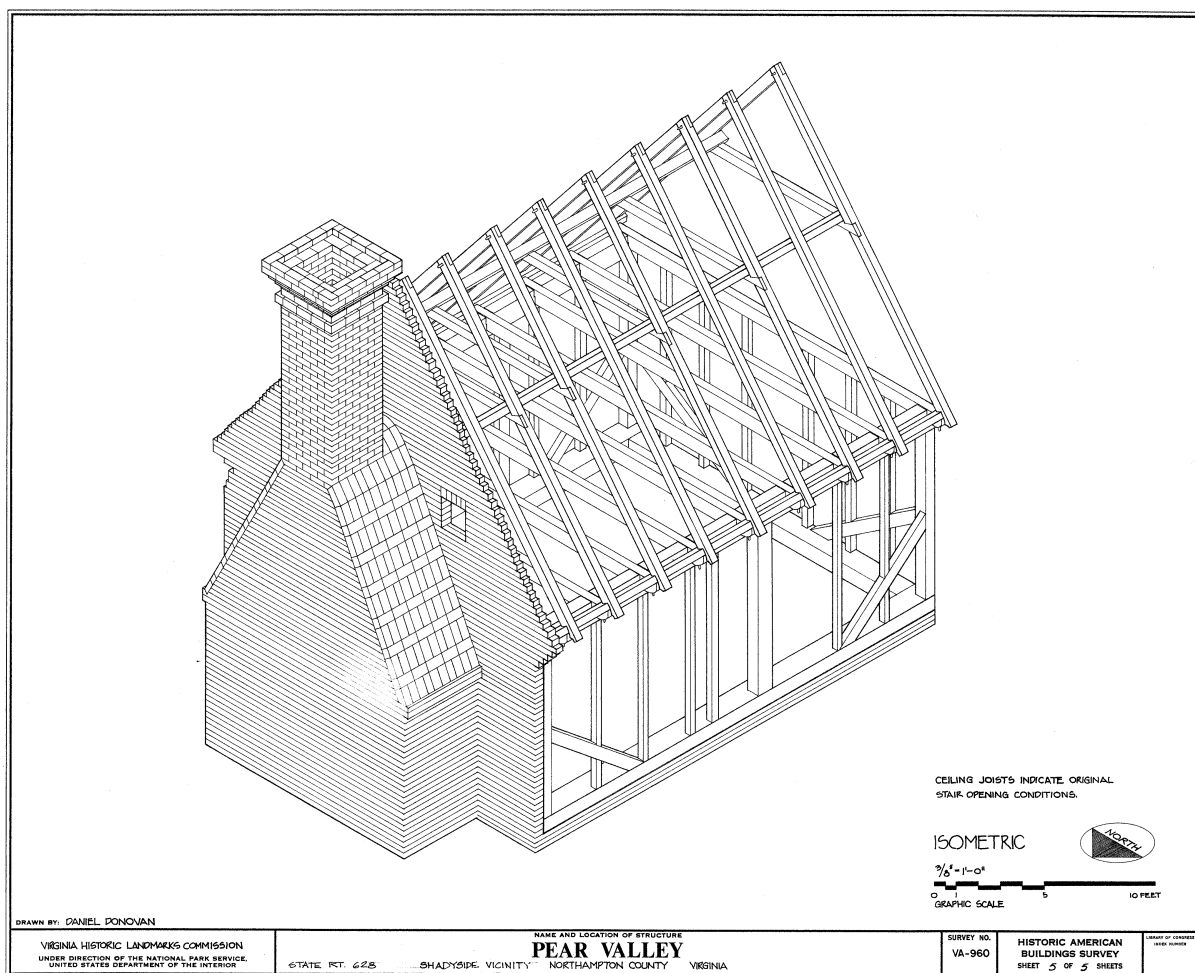 CEILING JOISTS INDICATE ORIGINAL
STAIR OPENING CONDITIONS.
ISOMETRIC
NORTH
3/8" = 1'-0"
0 1 5 10 FEET
GRAPHIC SCALE
DRAWN BY: DANIEL DONOVAN
VIRGINIA HISTORIC LANDMARKS COMMISSION
UNDER DIRECTION OF THE NATIONAL PARK SERVICE,
UNITED STATES DEPARTMENT OF THE INTERIOR
NAME AND LOCATION OF STRUCTURE
PEAR VALLEY
STATE RT. 628 SHADYSIDE VICINITY NORTHAMPTON COUNTY VIRGINIA
SURVEY NO.
VA-960
HISTORIC AMERICAN
BUILDINGS SURVEY
SHEET 5 OF 5 SHEETS
LIBRARY OF CONGRESS
INDEX NUMBER